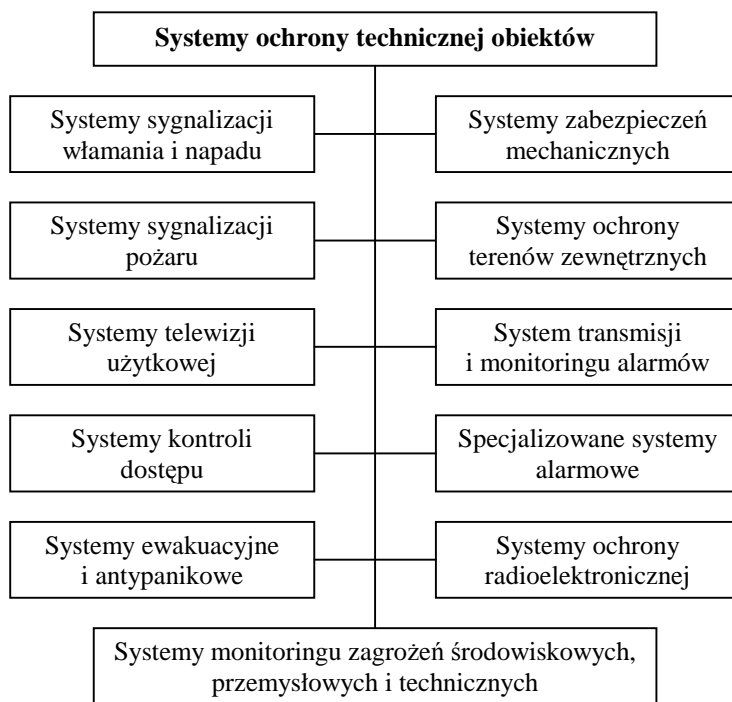 Systemy ochrony technicznej obiektów
Systemy sygnalizacji
włamania i napadu
Systemy zabezpieczeń
mechanicznych
Systemy sygnalizacji
pożaru
Systemy ochrony
terenów zewnętrznych
Systemy telewizji
użytkowej
System transmisji
i monitoringu alarmów
Systemy kontroli
dostępu
Specjalizowane systemy
alarmowe
Systemy ewakuacyjne
i antypanikowe
Systemy ochrony
radioelektronicznej
Systemy monitoringu zagrożeń środowiskowych,
przemysłowych i technicznych